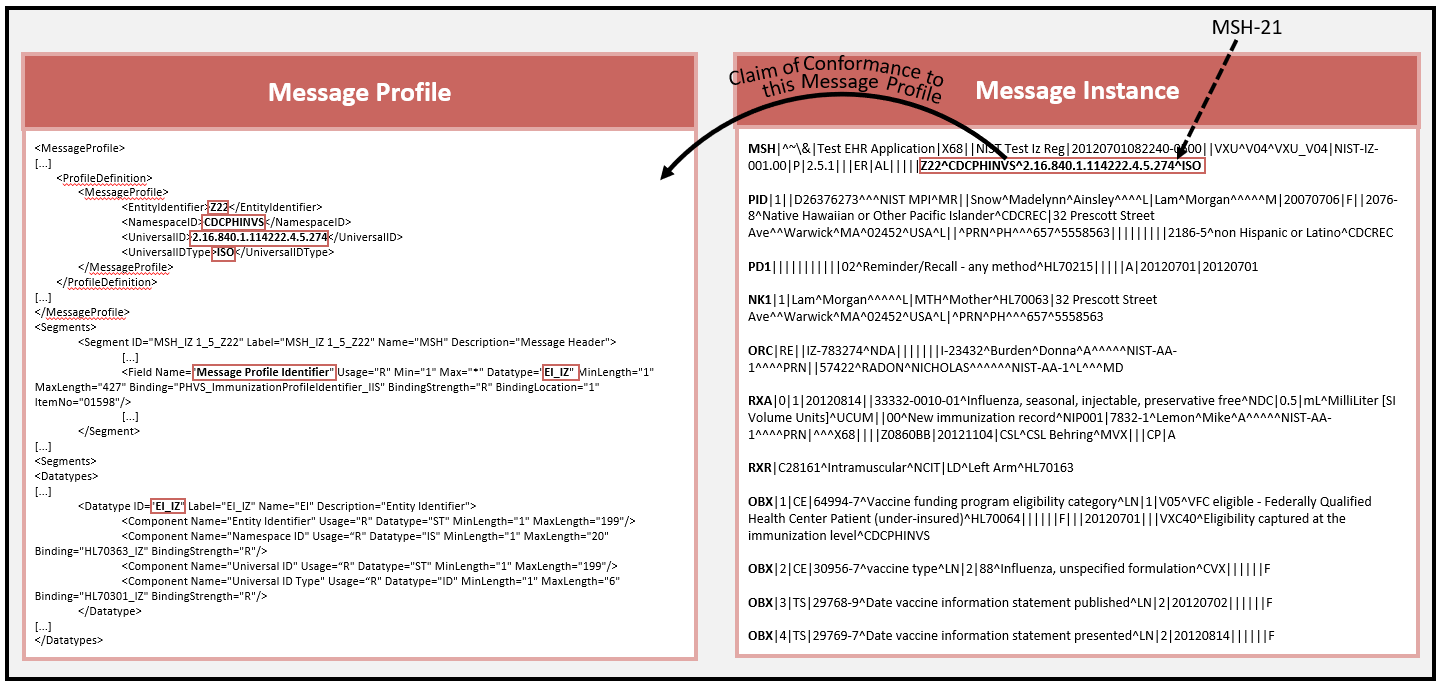 MSH-21
Claim of Conformance to
this Message Profile
Message Profile
<MessageProfile>
[...]
<ProfileDefinition>
<MessageProfile>
<EntityIdentifier>Z22</EntityIdentifier>
<NamespaceID>CDCPHINVS</NamespaceID>
<UniversalID>2.16.840.1.114222.4.5.274</UniversalID>
<UniversalIDType>ISO</UniversalIDType>
</MessageProfile>
</ProfileDefinition>
[...]
</MessageProfile>
<Segments>
<Segment ID="MSH_IZ 1_5_Z22" Label="MSH_IZ 1_5_Z22" Name="MSH" Description="Message Header">
[...]
<Field Name="Message Profile Identifier" Usage="R" Min="1" Max="*" Datatype="EI_IZ" MinLength="1"
MaxLength="427" Binding="PHVS_ImmunizationProfileIdentifier_IIS" BindingStrength="R" BindingLocation="1"
ItemNo="01598"/>
[...]
</Segment>
[...]
<Segments>
<Datatypes>
[...]
<Datatype ID="EI_IZ" Label="EI_IZ" Name="EI" Description="Entity Identifier">
<Component Name="Entity Identifier" Usage="R" Datatype="ST" MinLength="1" MaxLength="199"/>
<Component Name="Namespace ID" Usage=“R" Datatype="IS" MinLength="1" MaxLength="20"
Binding="HL70363_IZ" BindingStrength="R"/>
<Component Name="Universal ID" Usage=“R" Datatype="ST" MinLength="1" MaxLength="199"/>
<Component Name="Universal ID Type" Usage=“R" Datatype="ID" MinLength="1" MaxLength="6"
Binding="HL70301_IZ" BindingStrength="R"/>
</Datatype>
[...]
</Datatypes>
Message Instance
MSH|^~\&|Test EHR Application|X68||NIST Test Iz Reg|20120701082240-0500||VXU^V04^VXU_V04|NIST-IZ-
001.00|P|2.5.1|||ER|AL|||||Z22^CDCPHINVS^2.16.840.1.114222.4.5.274^ISO
PID|1||D26376273^^^NIST MPI^MR||Snow^Madelynn^Ainsley^^^^L|Lam^Morgan^^^^^M|20070706|F||2076-
8^Native Hawaiian or Other Pacific Islander^CDCREC|32 Prescott Street
Ave^^Warwick^MA^02452^USA^L||^PRN^PH^^^657^5558563|||||||||2186-5^non Hispanic or Latino^CDCREC
PD1|||||||||||02^Reminder/Recall - any method^HL70215|||||A|20120701|20120701
NK1|1|Lam^Morgan^^^^^L|MTH^Mother^HL70063|32 Prescott Street
Ave^^Warwick^MA^02452^USA^L|^PRN^PH^^^657^5558563
ORC|RE||IZ-783274^NDA|||||||I-23432^Burden^Donna^A^^^^^NIST-AA-
1^^^^PRN||57422^RADON^NICHOLAS^^^^^^NIST-AA-1^L^^^MD
RXA|0|1|20120814||33332-0010-01^Influenza, seasonal, injectable, preservative free^NDC|0.5|mL^MilliLiter [SI
Volume Units]^UCUM||00^New immunization record^NIP001|7832-1^Lemon^Mike^A^^^^^NIST-AA-
1^^^^PRN|^^^X68||||Z0860BB|20121104|CSL^CSL Behring^MVX|||CP|A
RXR|C28161^Intramuscular^NCIT|LD^Left Arm^HL70163
OBX|1|CE|64994-7^Vaccine funding program eligibility category^LN|1|V05^VFC eligible - Federally Qualified
Health Center Patient (under-insured)^HL70064||||||F|||20120701|||VXC40^Eligibility captured at the
immunization level^CDCPHINVS
OBX|2|CE|30956-7^vaccine type^LN|2|88^Influenza, unspecified formulation^CVX||||||F
OBX|3|TS|29768-9^Date vaccine information statement published^LN|2|20120702||||||F
OBX|4|TS|29769-7^Date vaccine information statement presented^LN|2|20120814||||||F